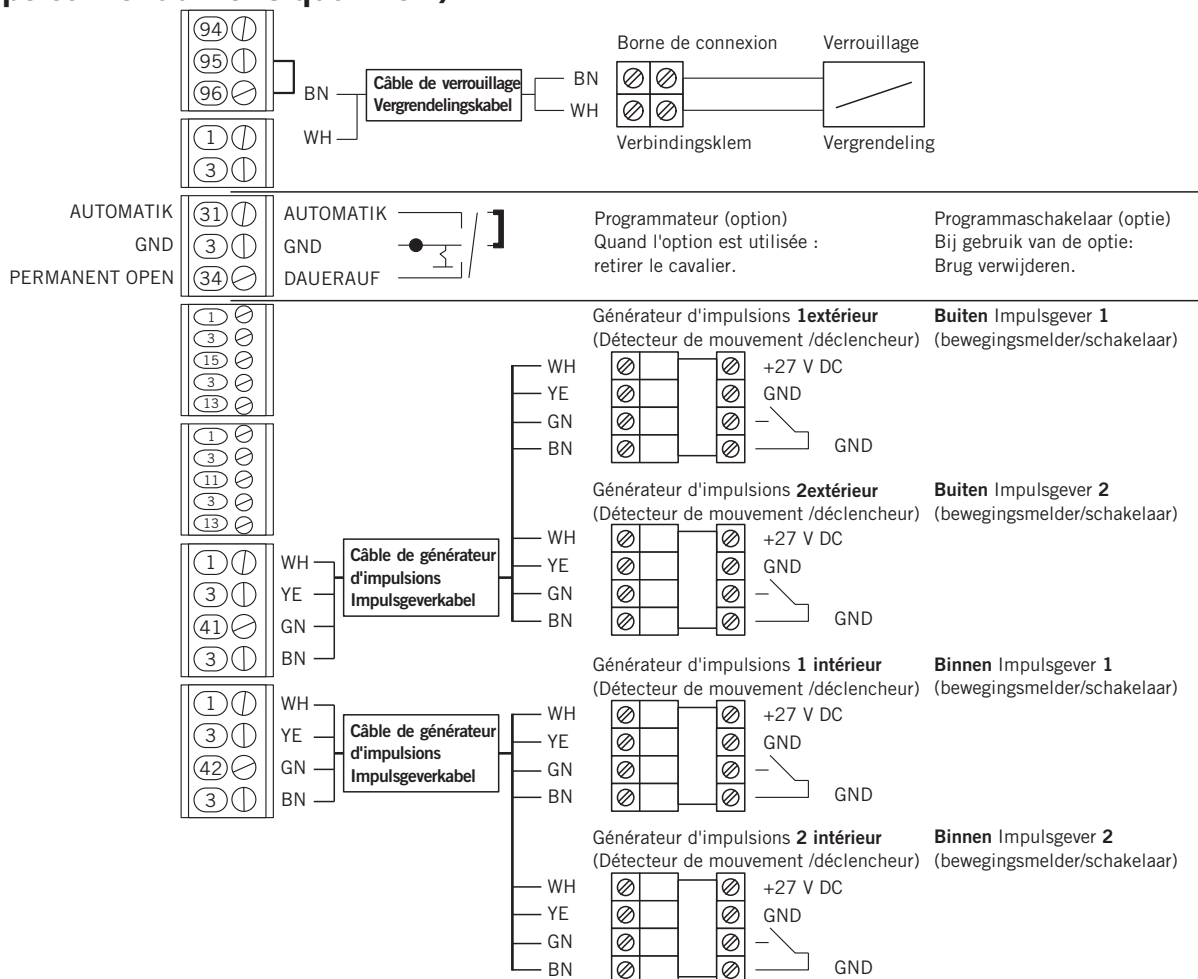 94
95
96
BN
WH
Câble de verrouillage
Vergrendelingskabel
BN
WH
Borne de connexion
Verbindingsklem
Verrouillage
Vergrendeling
1
3
AUTOMATIK
GND
PERMANENT OPEN
31
3
34
AUTOMATIK
GND
DAUERAUF
Programmateur (option)
Quand l'option est utilisée :
retirer le cavalier.
Programmaschakelaar (optie)
Bij gebruik van de optie:
Brug verwijderen.
1
3
15
3
13
1
3
11
3
13
Générateur d'impulsions 1extérieur
(Détecteur de mouvement /déclencheur)
Buiten Impulsgever 1
(bewegingsmelder/schakelaar)
WH
YE
GN
BN
+27 V DC
GND
GND
Générateur d'impulsions 2extérieur
(Détecteur de mouvement /déclencheur)
Buiten Impulsgever 2
(bewegingsmelder/schakelaar)
WH
YE
GN
BN
+27 V DC
GND
GND
1
3
41
3
WH
YE
GN
BN
Câble de générateur
d'impulsions
Impulsgeverkabel
Générateur d'impulsions 1 intérieur
(Détecteur de mouvement /déclencheur)
Binnen Impulsgever 1
(bewegingsmelder/schakelaar)
WH
YE
GN
BN
+27 V DC
GND
GND
1
3
42
3
WH
YE
GN
BN
Câble de générateur
d'impulsions
Impulsgeverkabel
Générateur d'impulsions 2 intérieur
(Détecteur de mouvement /déclencheur)
Binnen Impulsgever 2
(bewegingsmelder/schakelaar)
WH
YE
GN
BN
+27 V DC
GND
GND